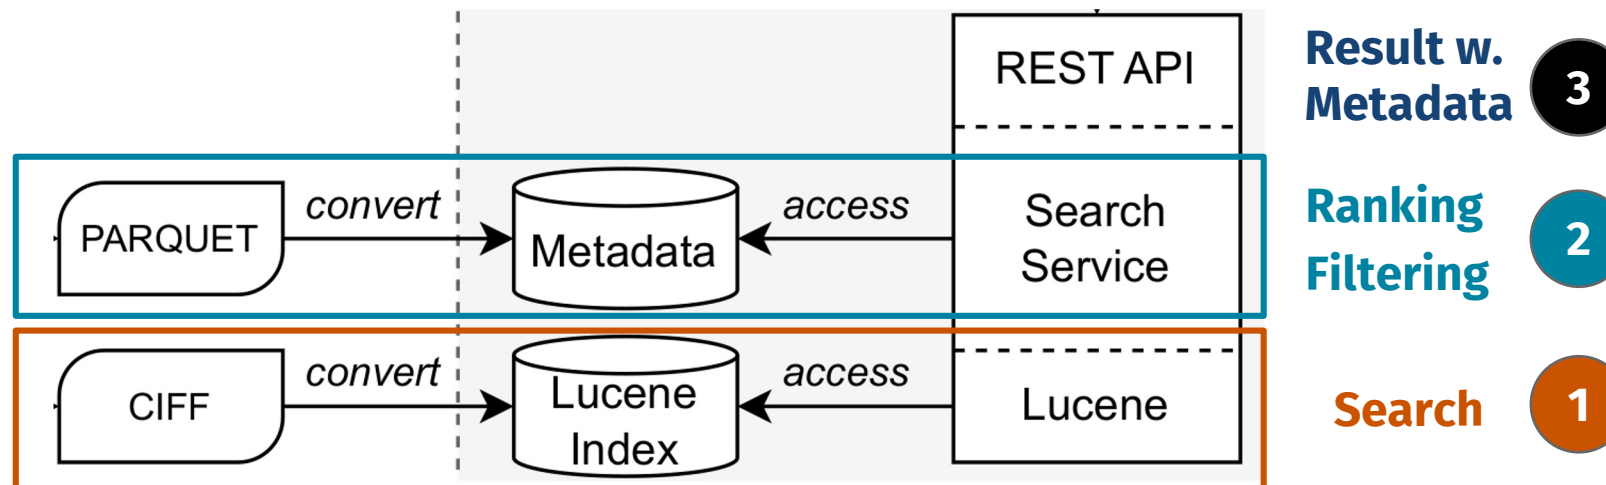 REST API
Result w.
Metadata
3
PARQUET
convert
Metadata
access
Search
Service
Ranking
Filtering
2
CIFF
convert
Lucene
Index
access
Lucene
Search
1